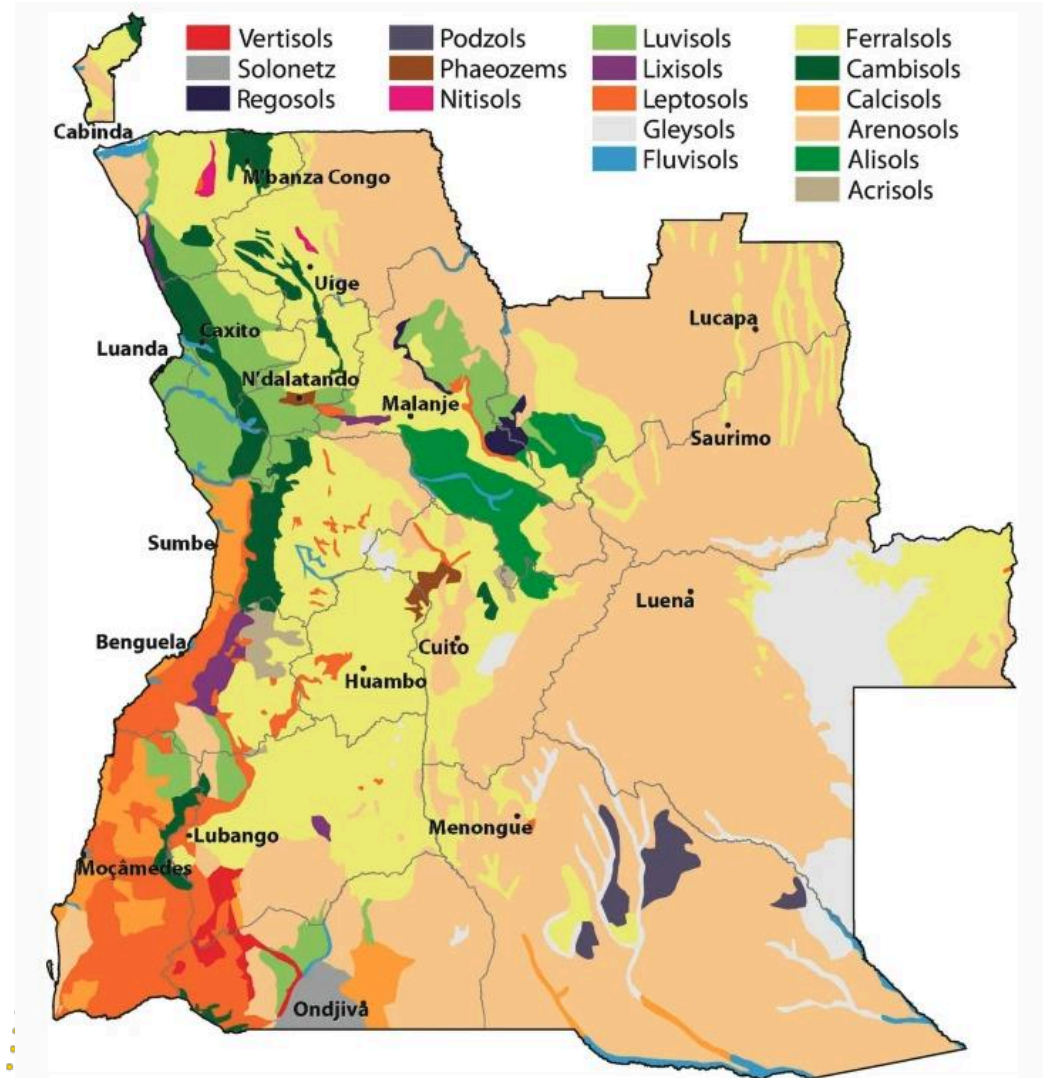 Vertisols
Solonetz
Regosols
Podzols
Phaeozems
Nitisols
Luvisols
Lixisols
Leptosols
Gleysols
Fluvisols
Ferralsols
Cambisols
Calcisols
Arenosols
Alisols
Acrisols
Cabinda
M'banza Congo
Uige
Caxito
Luanda
N'dalatando
Malanje
Lucapa
Saurimo
Sumbe
Luena
Benguela
Cuito
Huambo
Menongue
Lubango
Moçâmedes
Ondjiva